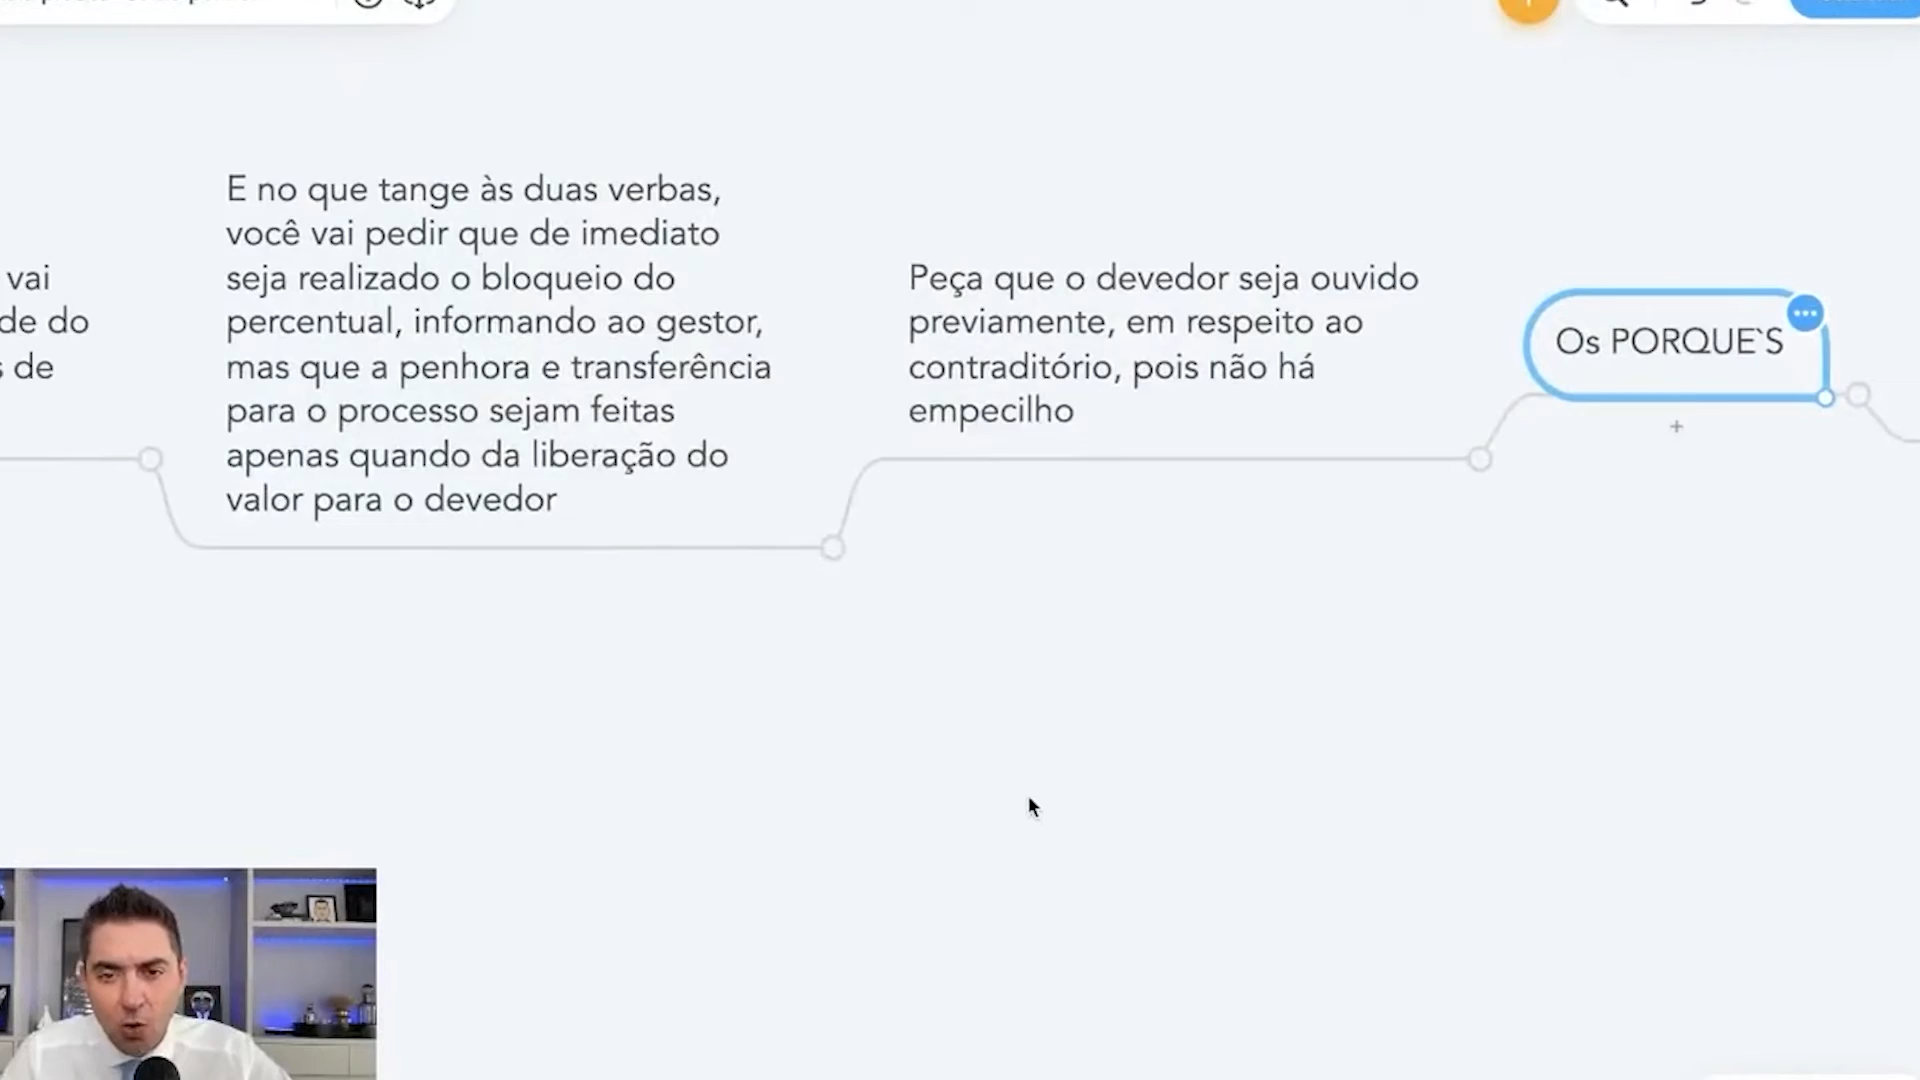 vai
de do
de
E no que tange às duas verbas,
você vai pedir que de imediato
seja realizado o bloqueio do
percentual, informando ao gestor,
mas que a penhora e transferência
para o processo sejam feitas
apenas quando da liberação do
valor para o devedor
Peça que o devedor seja ouvido
previamente, em respeito ao
contraditório, pois não há
empecilho
Os PORQUE`S